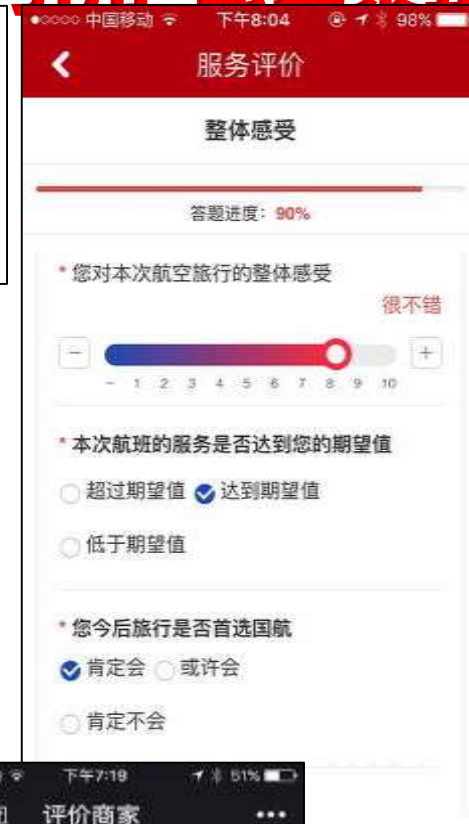 中国移动 下午8:04 98%
服务评价
整体感受
答题进度：90%
* 您对本次航空旅行的整体感受
很不错
- +
- 1 2 3 4 5 6 7 8 9 10
* 本次航班的服务是否达到您的期望值
超过期望值 达到期望值
低于期望值
* 您今后旅行是否首选国航
肯定会 或许会
肯定不会
下午7:19 51%
评价商家 •••